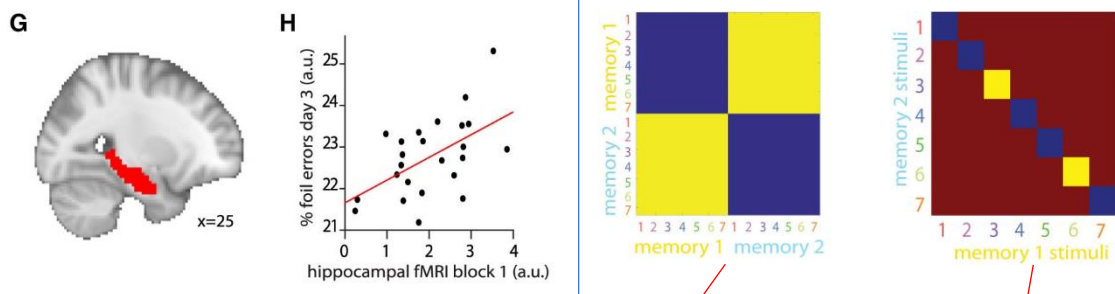 G
x=25
H
% foil errors day 3 (a.u.)
25
24
23
22
21
0
1
2
3
4
hippocampal fMRI block 1 (a.u.)
memory 1
1
2
3
4
5
6
7
memory 2
1
2
3
4
5
6
7
1 2 3 4 5 6 7 1 2 3 4 5 6 7
memory 1 memory 2
memory 2 stimuli
1
2
3
4
5
6
7
1 2 3 4 5 6 7
memory 1 stimuli